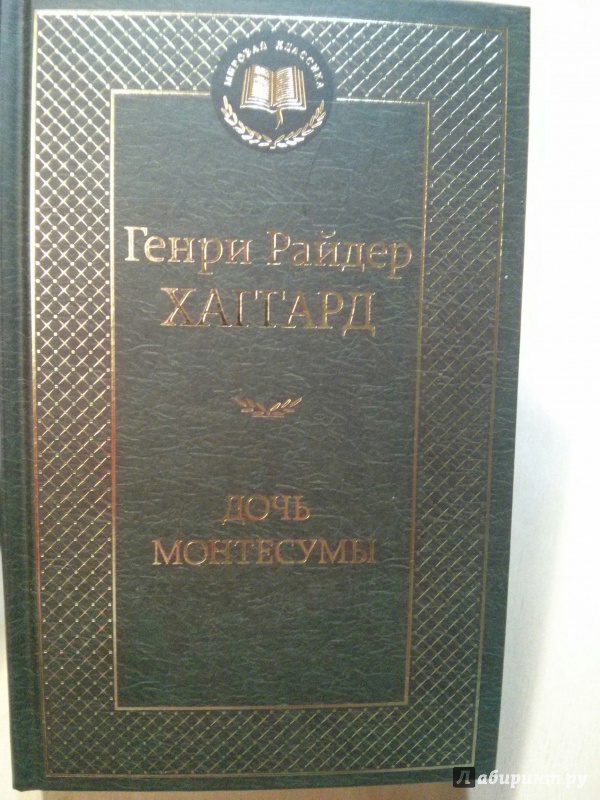 МИРОВАЯ КЛАССИКА
Генри Райдер
ХАГГАРД
ДОЧЬ
МОНТЕСУМЫ
Лабиринт.ру